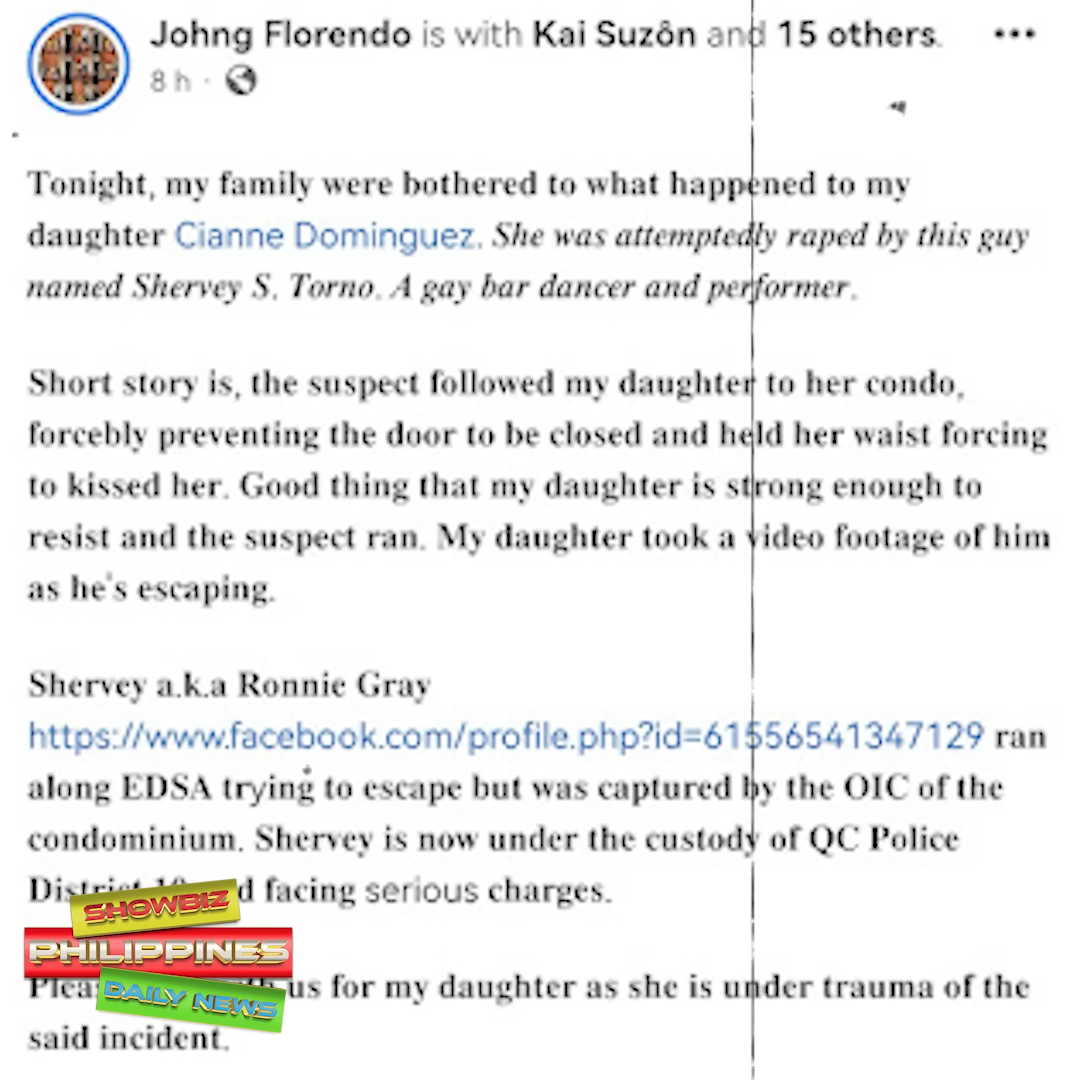 Johng Florendo is with Kai Suzôn and 15 others.
8 h ·
Tonight, my family were bothered to what happened to my
daughter Cianne Dominguez. She was attemptedly raped by this guy
named Shervey S. Torno. A gay bar dancer and performer.
Short story is, the suspect followed my daughter to her condo,
forcebly preventing the door to be closed and held her waist forcing
to kissed her. Good thing that my daughter is strong enough to
resist and the suspect ran. My daughter took a video footage of him
as he's escaping.
Shervey a.k.a Ronnie Gray
https://www.facebook.com/profile.php?id=61556541347129 ran
along EDSA trying to escape but was captured by the OIC of the
condominium. Shervey is now under the custody of QC Police
facing serious charges.
us for my daughter as she is under trauma of the
said incident.
SHOWBIZ
PHILIPPINES
DAILY NEWS